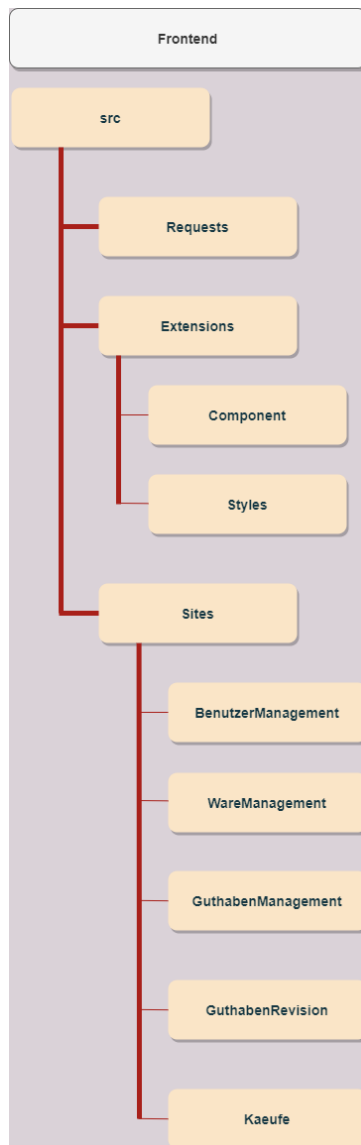 Frontend
src
Requests
Extensions
Component
Styles
Sites
BenutzerManagement
WareManagement
GuthabenManagement
GuthabenRevision
Kaeufe